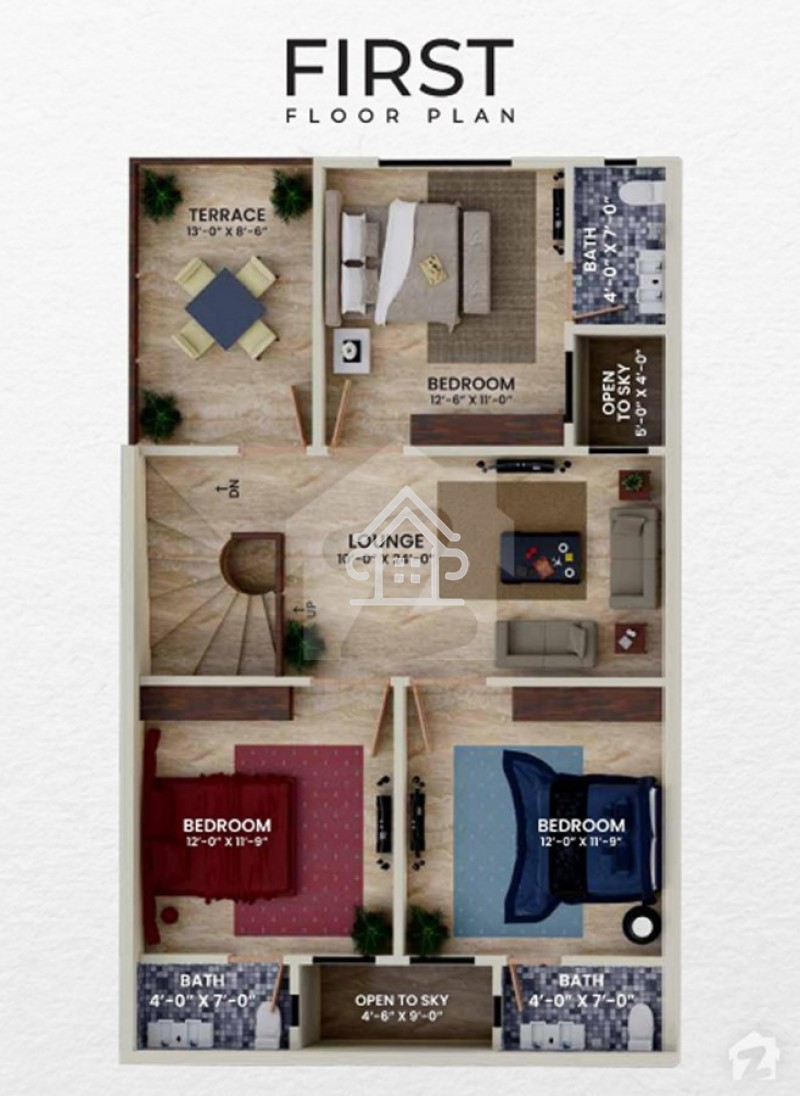 FIRST
FLOOR PLAN
TERRACE
13'-0" X 8'-6"
BATH
4'-0" X 7'-0"
BEDROOM
12'-6" X 11'-0"
OPEN
TO SKY
5'-0" X 4'-0"
DN
LOUNGE
10'-0" X 24'-0"
UP
BEDROOM
12'-0" X 11'-9"
BEDROOM
12'-0" X 11'-9"
BATH
4'-0" X 7'-0"
OPEN TO SKY
4'-6" X 9'-0"
BATH
4'-0" X 7'-0"